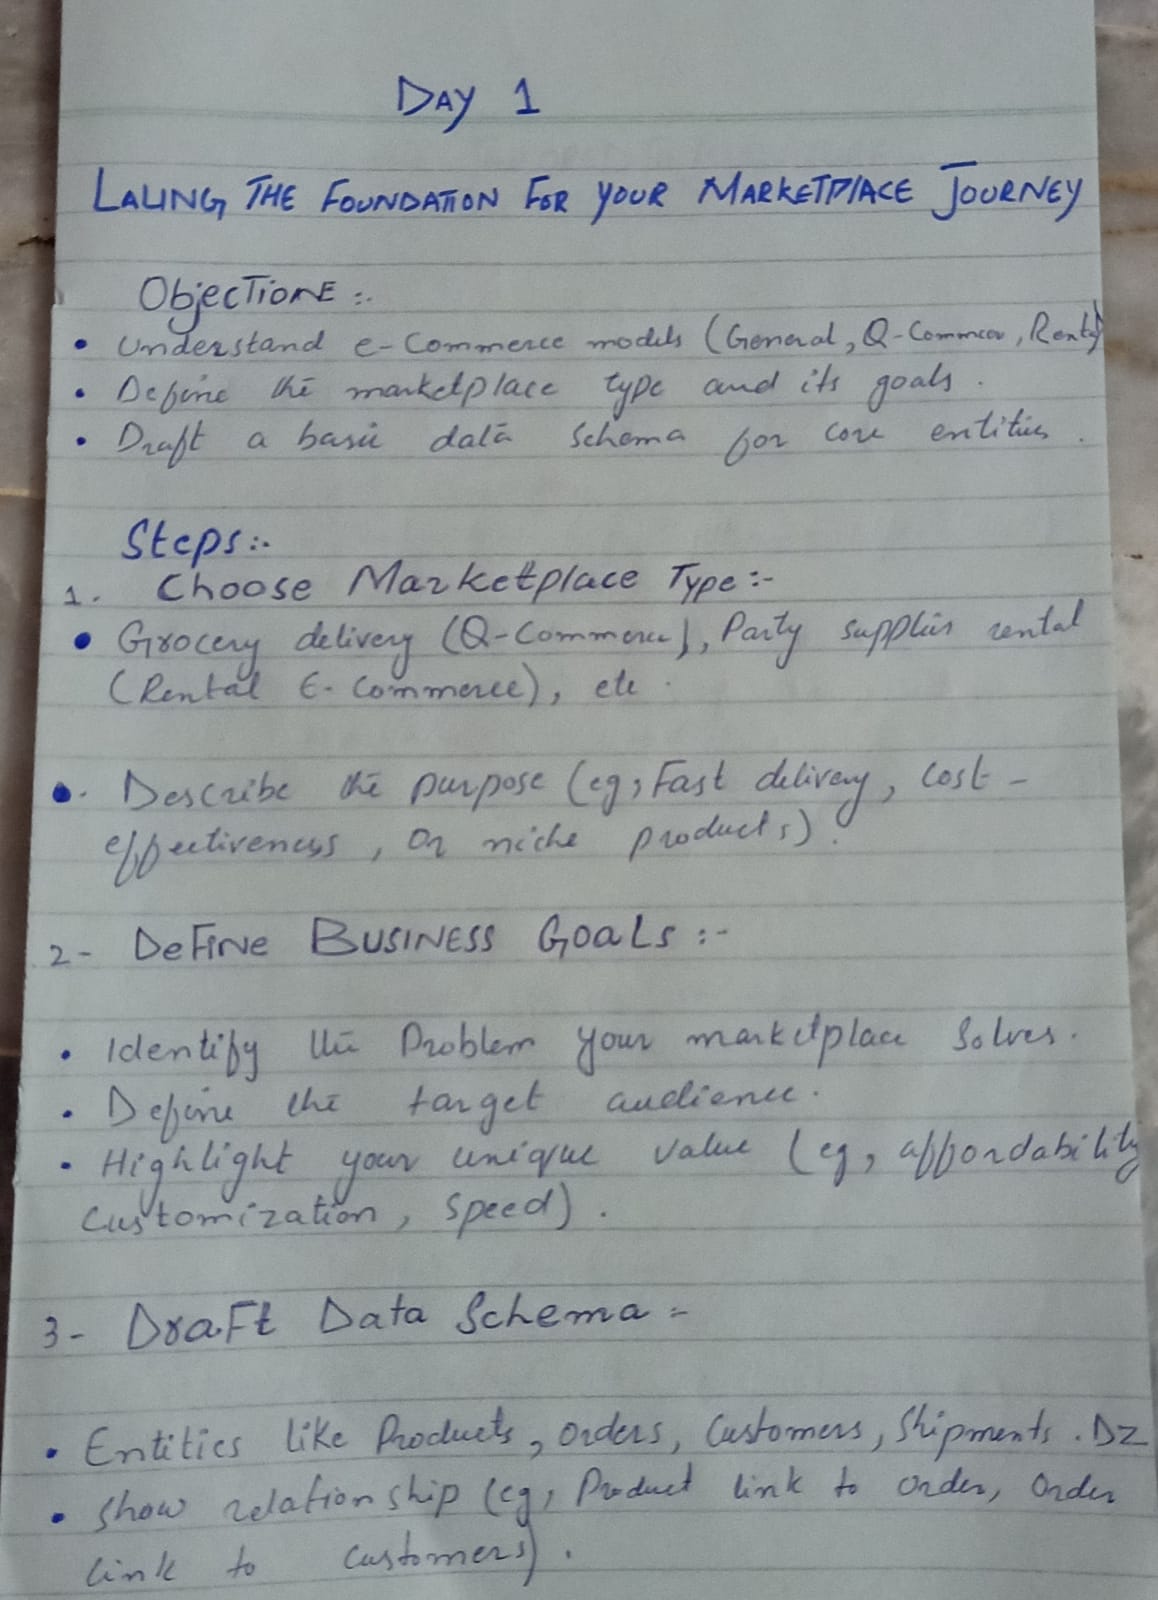 DAY 1
LAUNG THE FOUNDATION FOR YOUR MARKETPLACE JOURNEY
ObjecTionE :-
• Understand e-Commerce models (General, Q-Commerce, Rental)
• Define the marketplace type and its goals.
• Draft a basic data Schema for core entities.
Steps:-
1. Choose Marketplace Type :-
• Grocery delivery (Q-Commerce), Party supplies rental
(Rental E-Commerce), etc.
• Describe the purpose (eg, Fast delivery, Cost-
effectiveness, or niche products).
2- DeFine BUSINESS GoaLs :-
• Identify the Problem your marketplace Solves.
• Define the target audience.
• Highlight your unique value (eg, affordability
Customization, Speed).
3- DraFt Data Schema :-
• Entities like Products, orders, Customers, Shipments. DZ
• Show relationship (eg, Product link to order, Order
link to Customers).